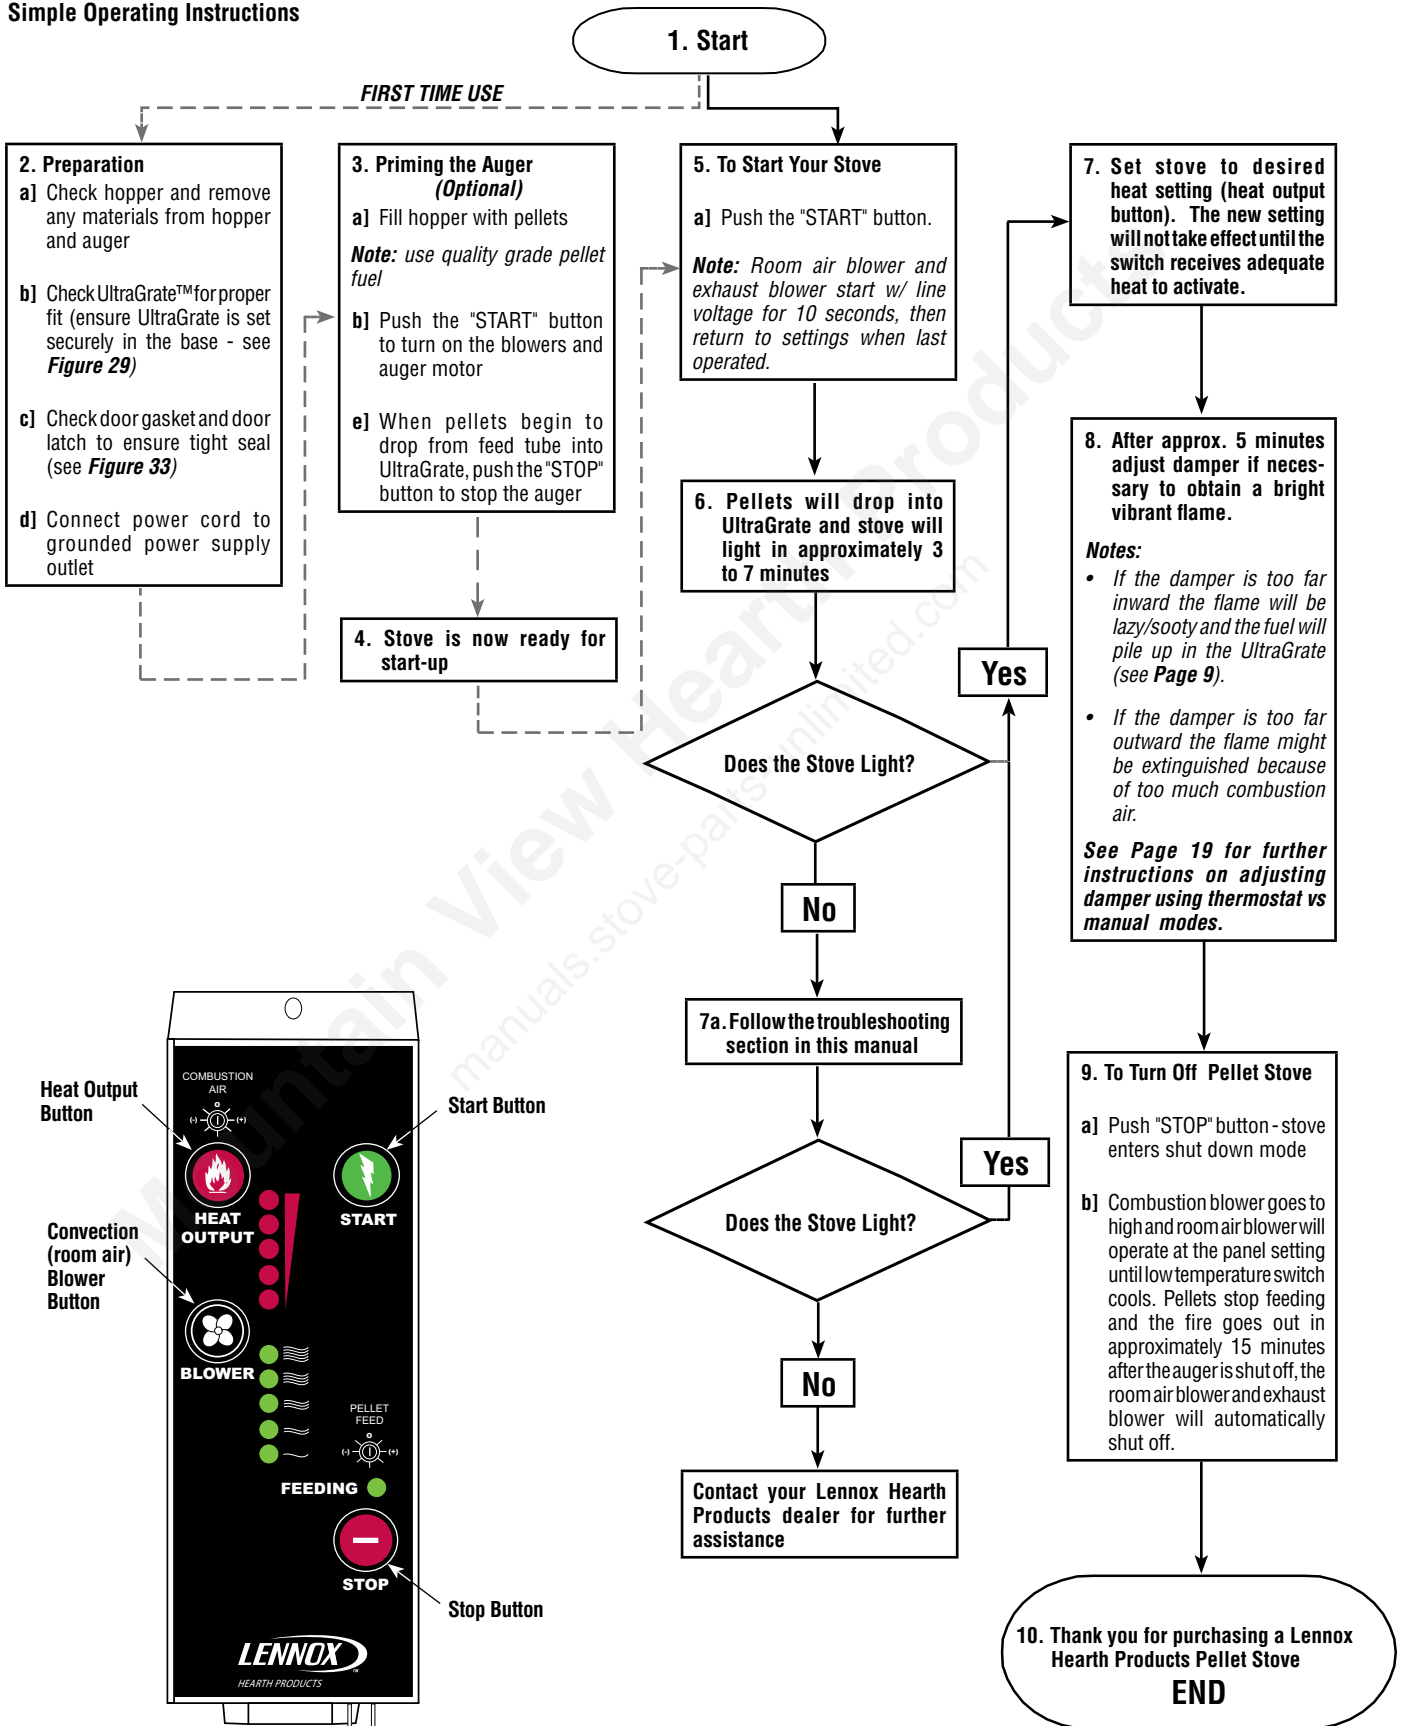 Simple Operating Instructions
1. Start
FIRST TIME USE
2. Preparation
a] Check hopper and remove
any materials from hopper
and auger
b] Check UltraGrate™ for proper
fit (ensure UltraGrate is set
securely in the base - see
Figure 29)
c] Check door gasket and door
latch to ensure tight seal
(see Figure 33)
d] Connect power cord to
grounded power supply
outlet
3. Priming the Auger
(Optional)
a] Fill hopper with pellets
Note: use quality grade pellet
fuel
b] Push the "START" button
to turn on the blowers and
auger motor
e] When pellets begin to
drop from feed tube into
UltraGrate, push the "STOP"
button to stop the auger
4. Stove is now ready for
start-up
5. To Start Your Stove
a] Push the "START" button.
Note: Room air blower and
exhaust blower start w/ line
voltage for 10 seconds, then
return to settings when last
operated.
6. Pellets will drop into
UltraGrate and stove will
light in approximately 3
to 7 minutes
Does the Stove Light?
Yes
No
7a. Follow the troubleshooting
section in this manual
Does the Stove Light?
Yes
No
Contact your Lennox Hearth
Products dealer for further
assistance
7. Set stove to desired
heat setting (heat output
button). The new setting
will not take effect until the
switch receives adequate
heat to activate.
8. After approx. 5 minutes
adjust damper if neces-
sary to obtain a bright
vibrant flame.
Notes:
• If the damper is too far
inward the flame will be
lazy/sooty and the fuel will
pile up in the UltraGrate
(see Page 9).
• If the damper is too far
outward the flame might
be extinguished because
of too much combustion
air.
See Page 19 for further
instructions on adjusting
damper using thermostat vs
manual modes.
9. To Turn Off Pellet Stove
a] Push "STOP" button - stove
enters shut down mode
b] Combustion blower goes to
high and room air blower will
operate at the panel setting
until low temperature switch
cools. Pellets stop feeding
and the fire goes out in
approximately 15 minutes
after the auger is shut off, the
room air blower and exhaust
blower will automatically
shut off.
10. Thank you for purchasing a Lennox
Hearth Products Pellet Stove
END
Heat Output
Button
Convection
(room air)
Blower
Button
Start Button
Stop Button
COMBUSTION
AIR
(-) (+)
HEAT
OUTPUT
START
BLOWER
PELLET
FEED
(-) (+)
FEEDING
STOP
LENNOX™
HEARTH PRODUCTS
Mountain View Hearth Product
manuals.stove-parts-unlimited.com